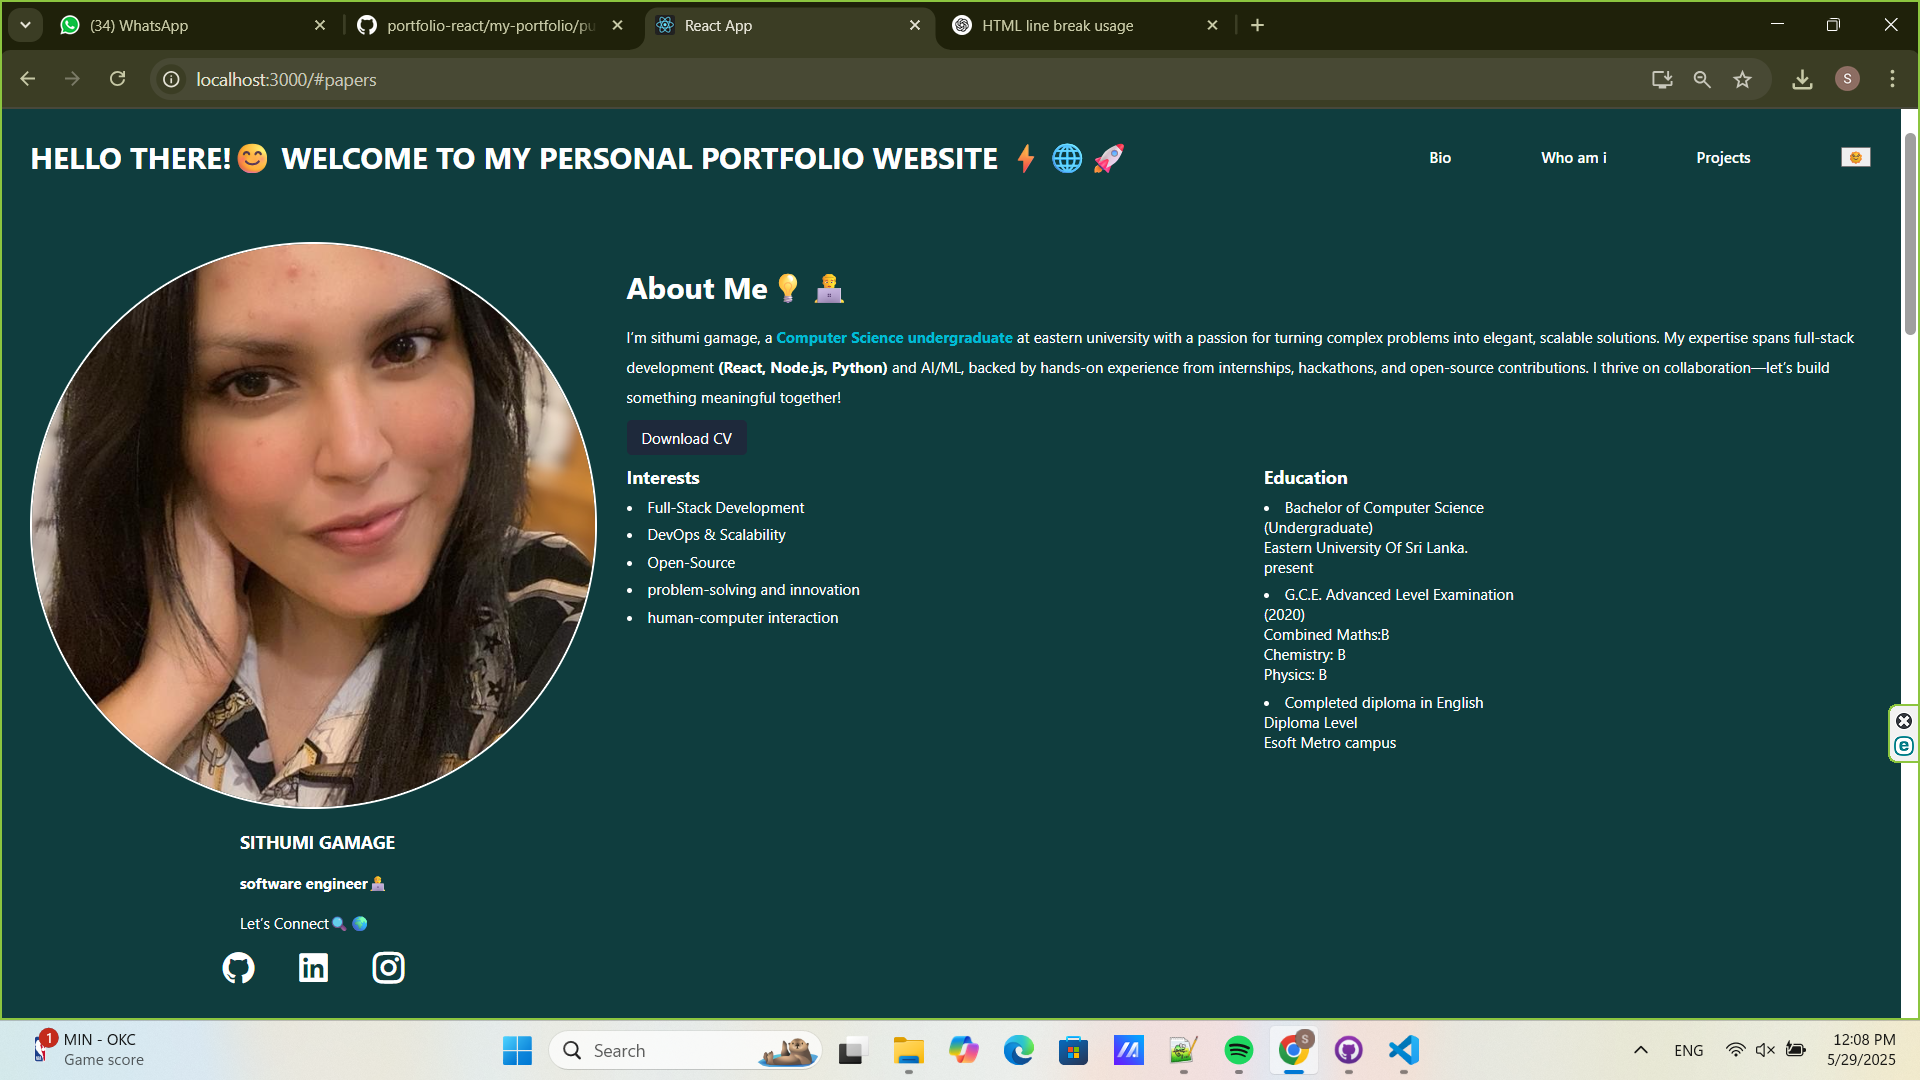 (34) WhatsApp
portfolio-react/my-portfolio/pu
React App
HTML line break usage
localhost:3000/#papers
S
HELLO THERE!😊 WELCOME TO MY PERSONAL PORTFOLIO WEBSITE ⚡ 🌐 🚀
Bio
Who am i
Projects
About Me💡 👩‍💻
I'm sithumi gamage, a Computer Science undergraduate at eastern university with a passion for turning complex problems into elegant, scalable solutions. My expertise spans full-stack
development (React, Node.js, Python) and AI/ML, backed by hands-on experience from internships, hackathons, and open-source contributions. I thrive on collaboration—let's build
something meaningful together!
Download CV
Interests
• Full-Stack Development
• DevOps & Scalability
• Open-Source
• problem-solving and innovation
• human-computer interaction
Education
• Bachelor of Computer Science
(Undergraduate)
Eastern University Of Sri Lanka.
present
• G.C.E. Advanced Level Examination
(2020)
Combined Maths:B
Chemistry: B
Physics: B
• Completed diploma in English
Diploma Level
Esoft Metro campus
SITHUMI GAMAGE
software engineer👩‍💻
Let's Connect🔍🌍
in
e
1
MIN - OKC
Game score
Search
S
ENG
12:08 PM
5/29/2025